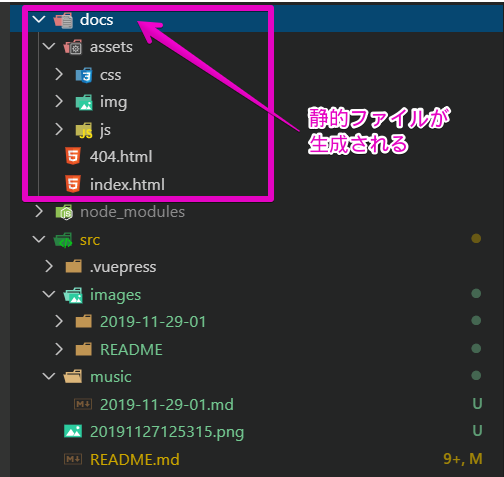 docs
assets
css
img
js
404.html
index.html
静的ファイルが
生成される
node_modules
src
.vuepress
images
2019-11-29-01
README
music
2019-11-29-01.md U
20191127125315.png U
README.md 9+, M